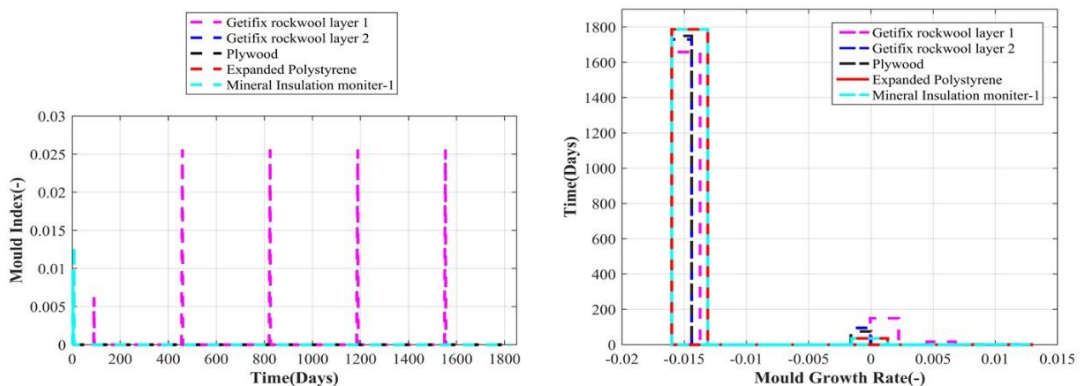 Getifix rockwool layer 1
Getifix rockwool layer 2
Plywood
Expanded Polystyrene
Mineral Insulation moniter-1
0.03
0.025
0.02
0.015
0.01
0.005
0
Mould Index(-)
0 200 400 600 800 1000 1200 1400 1600 1800
Time(Days)
Getifix rockwool layer 1
Getifix rockwool layer 2
Plywood
Expanded Polystyrene
Mineral Insulation moniter-1
1800
1600
1400
1200
1000
800
600
400
200
0
Time(Days)
-0.02 -0.015 -0.01 -0.005 0 0.005 0.01 0.015
Mould Growth Rate(-)